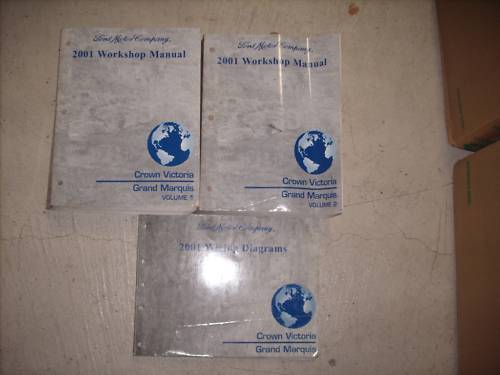 Ford Motor Company,
2001 Workshop Manual
Crown Victoria
Grand Marquis
VOLUME 1
Ford Motor Company,
2001 Workshop Manual
Crown Victoria
Grand Marquis
VOLUME 2
Ford Motor Company,
2001 Wiring Diagrams
Crown Victoria
Grand Marquis